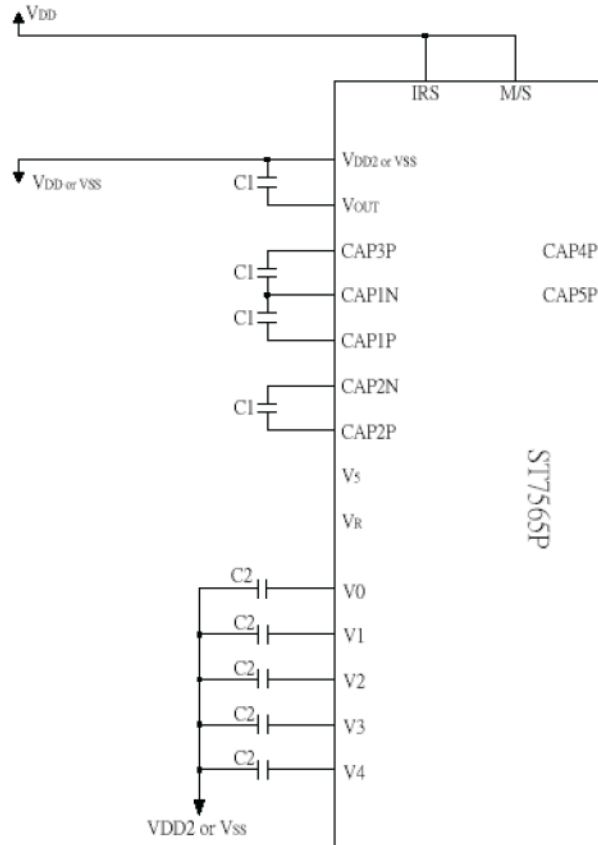 VDD
IRS M/S
VDD2 or VSS
VDD or VSS
C1
VOUT
CAP3P CAP4P
C1
CAP1N CAP5P
C1
CAP1P
CAP2N
C1
CAP2P
V5
ST7565P
VR
C2
V0
C2
V1
C2
V2
C2
V3
C2
V4
VDD2 or VSS